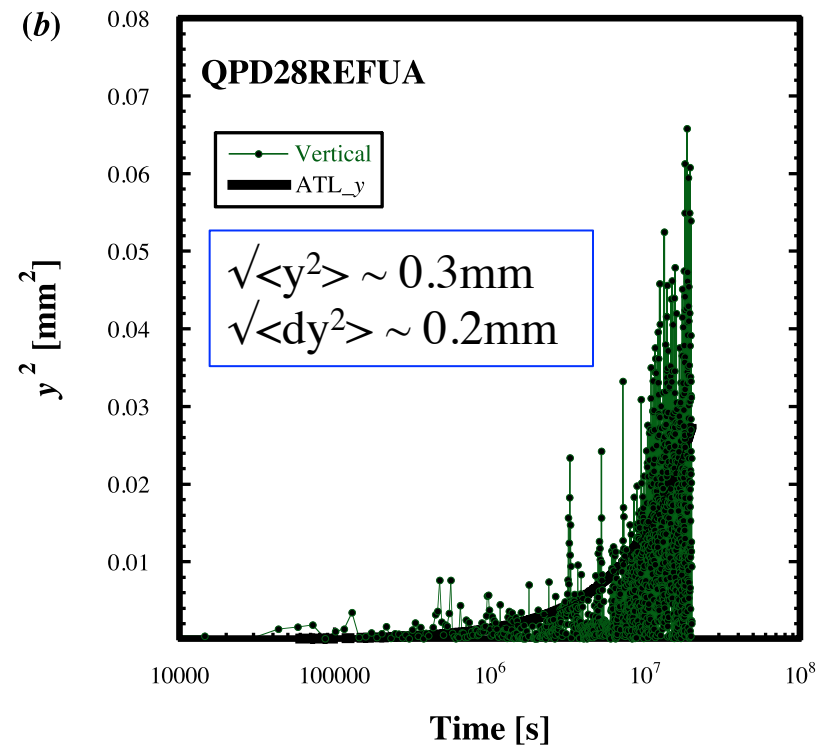 (b)
QPD28REFUA
Vertical
ATL_y
√<y²> ~ 0.3mm
√<dy²> ~ 0.2mm
y² [mm²]
0.08
0.07
0.06
0.05
0.04
0.03
0.02
0.01
10000 100000 10⁶ 10⁷ 10⁸
Time [s]